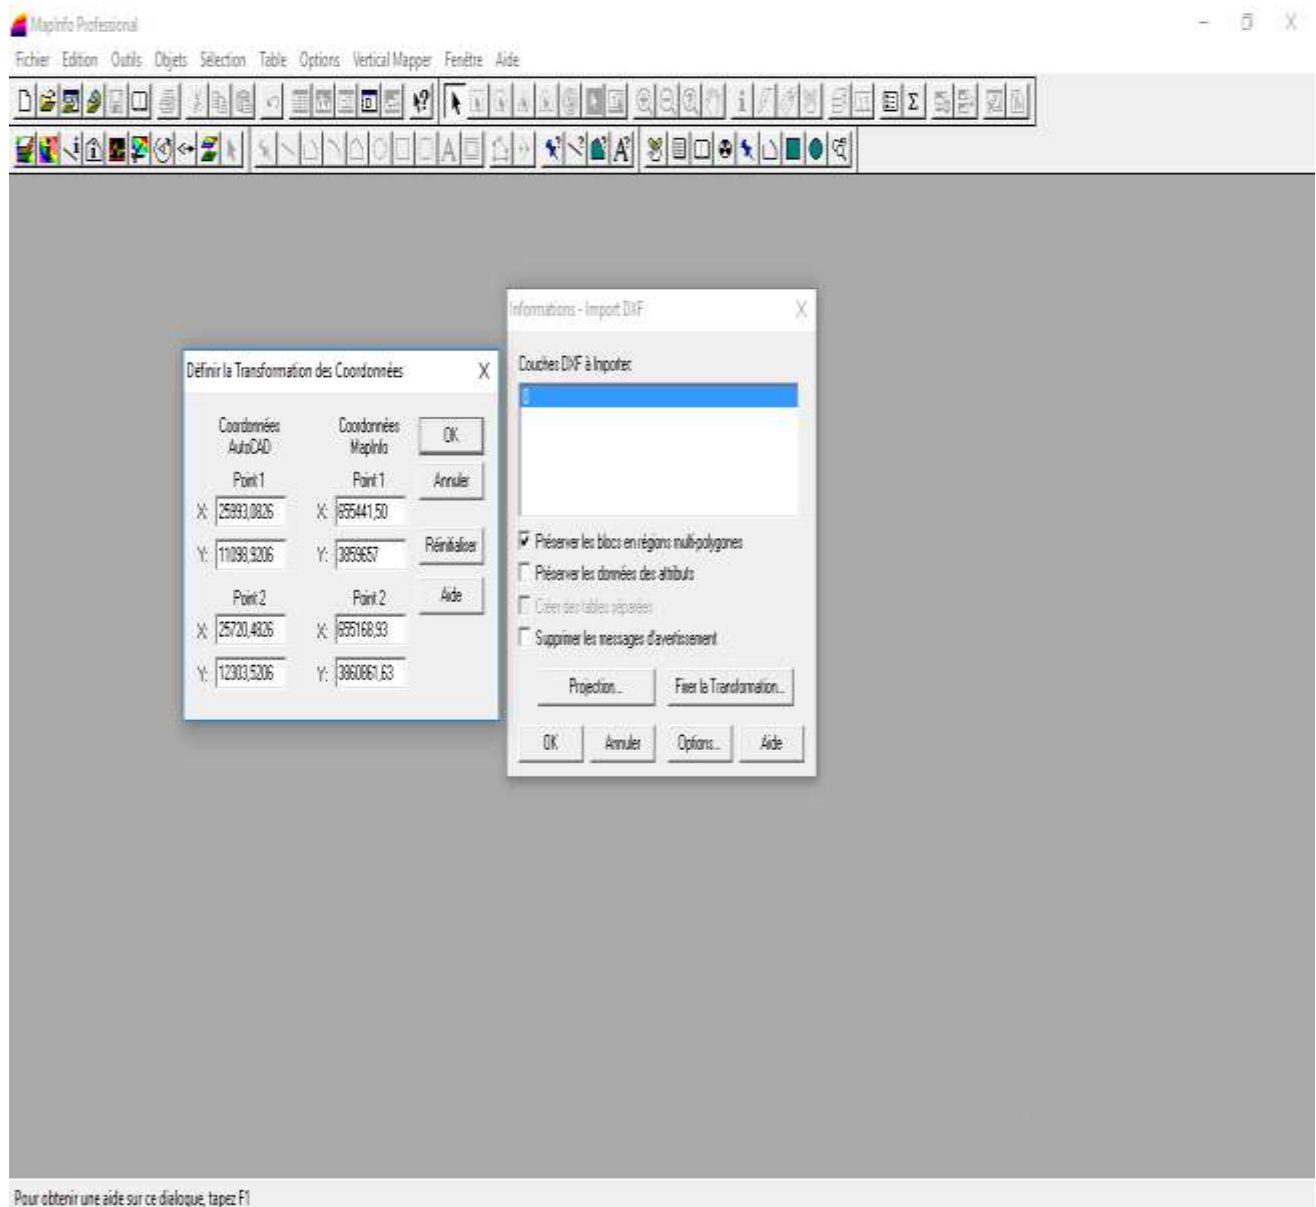 MapInfo Professional
Fichier Edition Outils Objets Sélection Table Options Vertical Mapper Fenêtre Aide
Informations - Import DXF
Couches DXF à Importer:
0
Préserver les blocs en régions multi-polygones
Préserver les données des attributs
Créer des tables séparées
Supprimer les messages d'avertissement
Projection... Fixer la Transformation...
OK Annuler Options... Aide
Définir la Transformation des Coordonnées
Coordonnées AutoCAD
Coordonnées MapInfo
OK
Point 1 Point 1 Annuler
X: 25993,0826 X: 655441,50
Y: 11098,9206 Y: 3859657 Réinitialiser
Point 2 Point 2 Aide
X: 25720,4826 X: 655168,93
Y: 12303,5206 Y: 3860861,63
Pour obtenir une aide sur ce dialogue, tapez F1